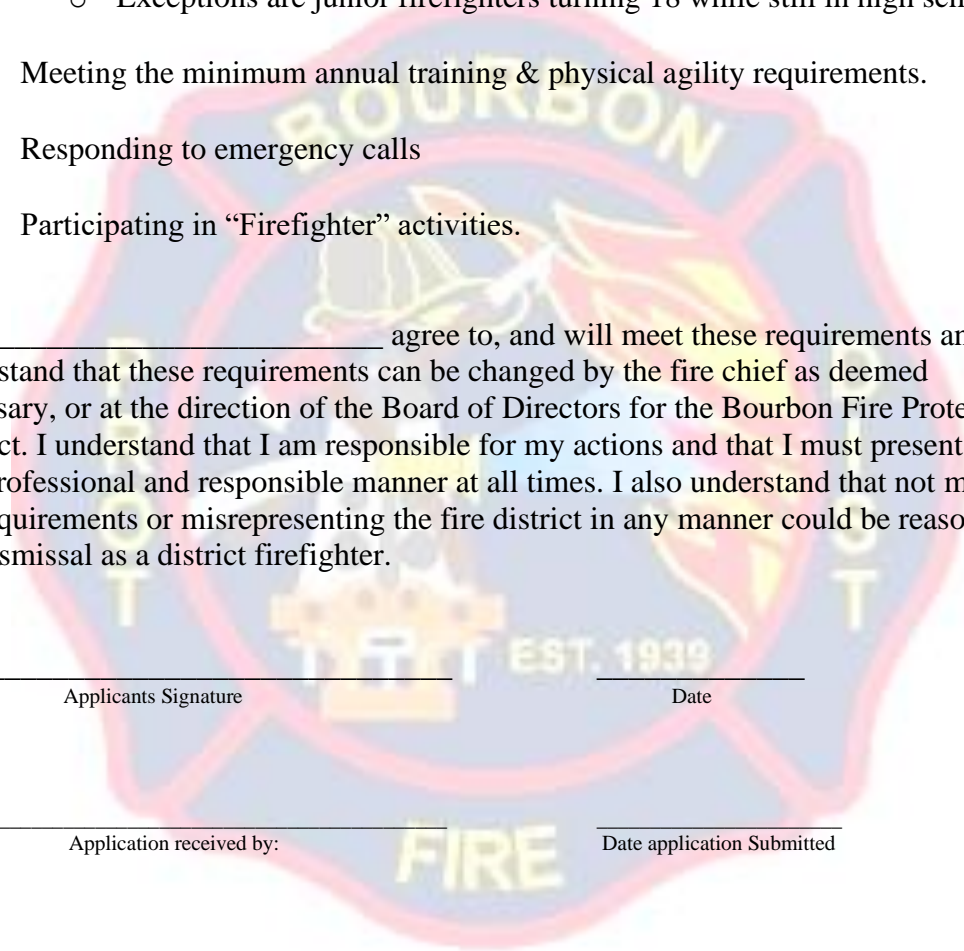 o Exceptions are junior firefighters turning 18 while still in high
Meeting the minimum annual training & physical agility requirements.
Responding to emergency calls
Participating in “Firefighter” activities.
________________________ agree to, and will meet these requirements
stand that these requirements can be changed by the fire chief as deemed
sary, or at the direction of the Board of Directors for the Bourbon Fire Prote
ct. I understand that I am responsible for my actions and that I must present
rofessional and responsible manner at all times. I also understand that not m
quirements or misrepresenting the fire district in any manner could be reaso
smissal as a district firefighter.
Applicants Signature Date
Application received by: Date application Submitted
BOURBON
PROT
DIST
EST. 1939
FIRE